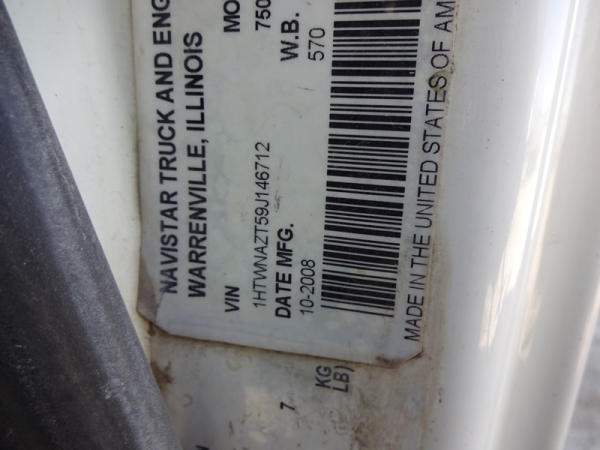 NAVISTAR TRUCK AND ENG
WARRENVILLE, ILLINOIS MO
750
VIN W.B.
1HTWNAZT59J146712 570
DATE MFG.
10-2008
MADE IN THE UNITED STATES OF AM
KG
LB)
7